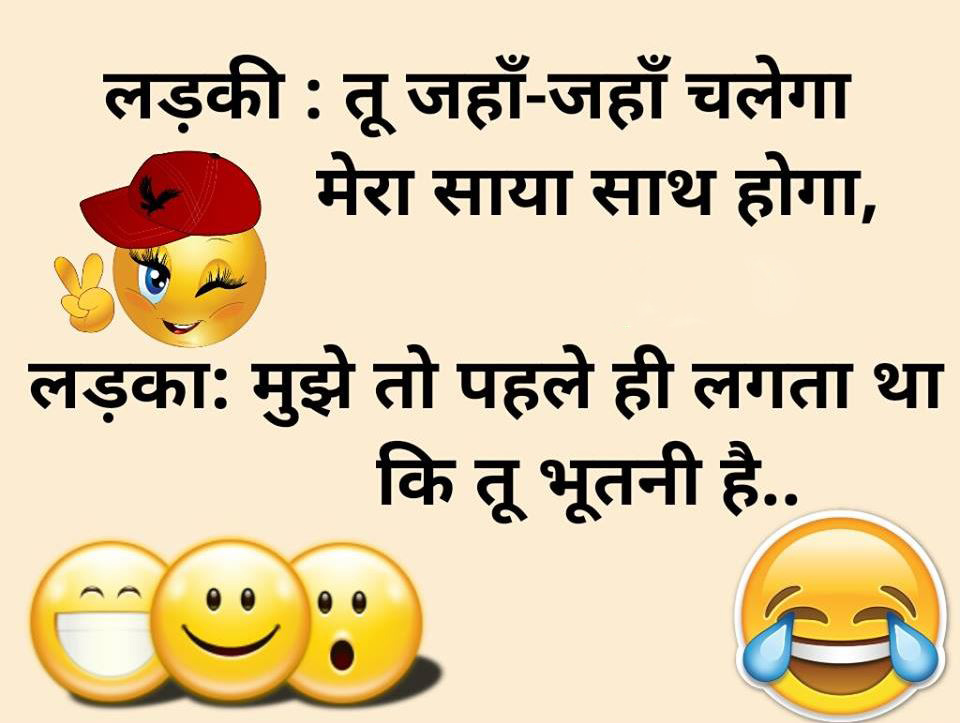 लड़की : तू जहाँ-जहाँ चलेगा
मेरा साया साथ होगा,
लड़का: मुझे तो पहले ही लगता था
कि तू भूतनी है..